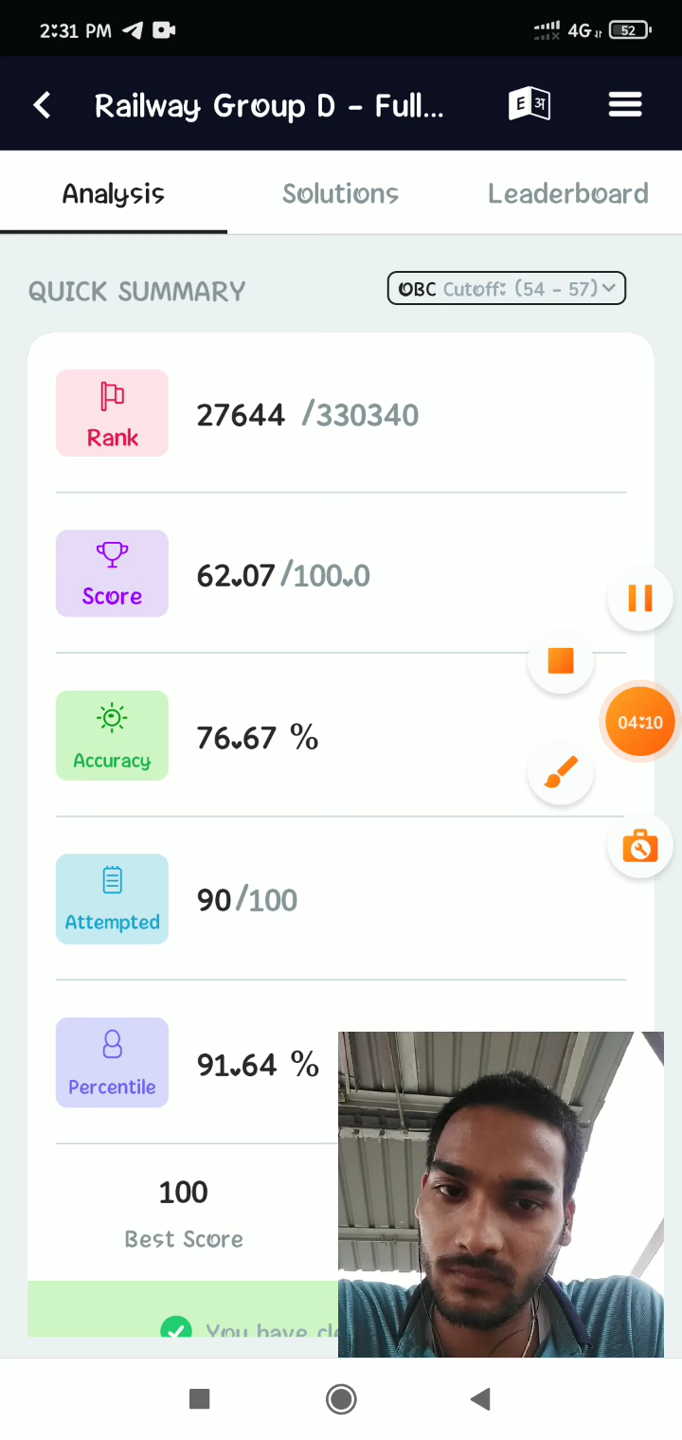 2:31 PM 4G 52
Railway Group D - Full...
E अ
Analysis Solutions Leaderboard
QUICK SUMMARY OBC Cutoff: (54 - 57)
Rank 27644 /330340
Score 62.07 /100.0
04:10
Accuracy 76.67 %
Attempted 90/100
Percentile 91.64 %
100
Best Score
You have